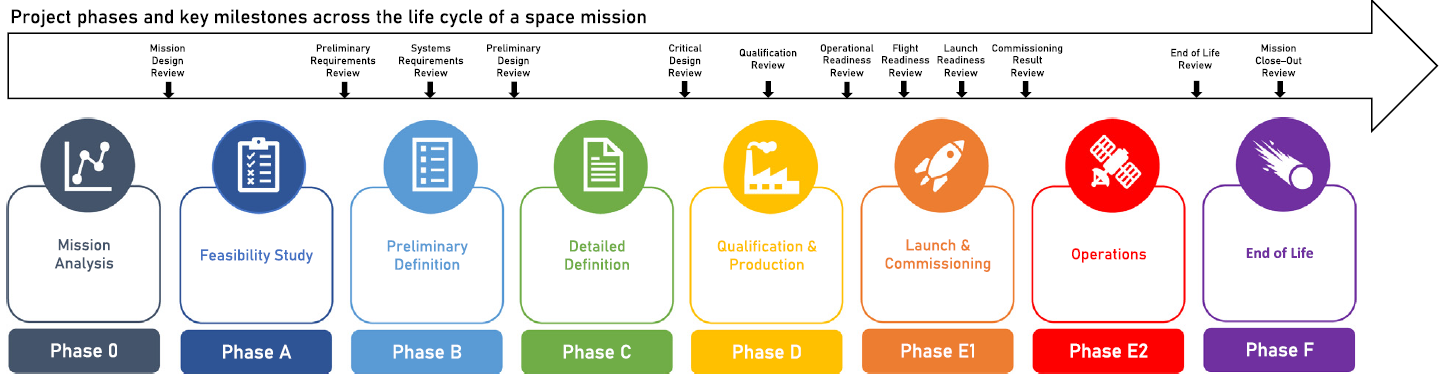 Project phases and key milestones across the life cycle of a space mission
Mission
Design
Review
Preliminary
Requirements
Review
Systems
Requirements
Review
Preliminary
Design
Review
Critical
Design
Review
Qualification
Review
Operational
Readiness
Review
Flight
Readiness
Review
Launch
Readiness
Review
Commissioning
Result
Review
End of Life
Review
Mission
Close–Out
Review
Mission
Analysis
Feasibility Study
Preliminary
Definition
Detailed
Definition
Qualification &
Production
Launch &
Commissioning
Operations
End of Life
Phase 0
Phase A
Phase B
Phase C
Phase D
Phase E1
Phase E2
Phase F